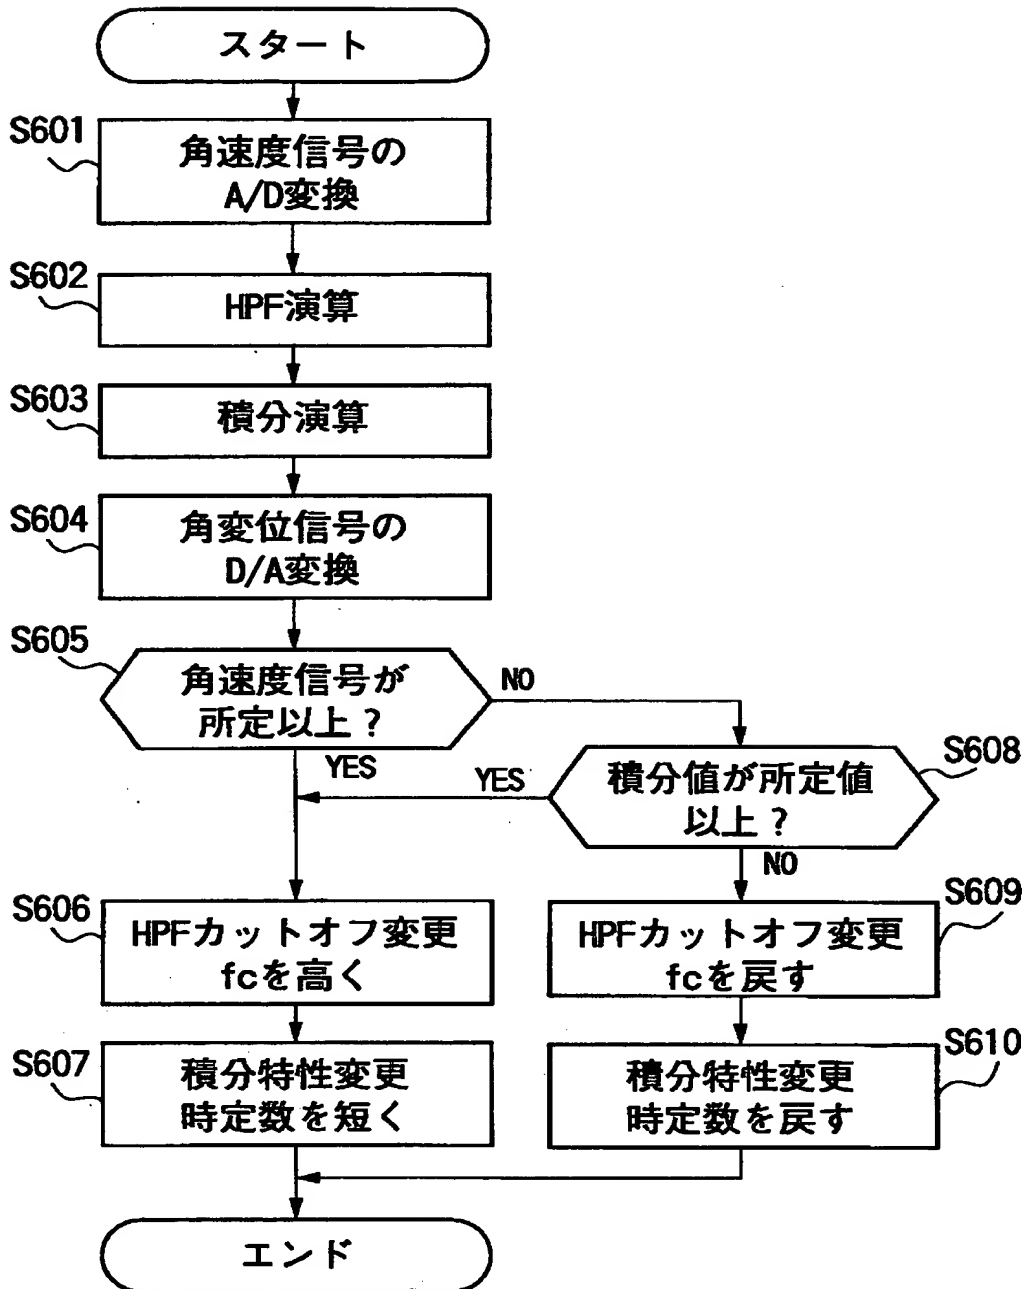 スタート
S601
角速度信号の
A/D変換
S602
HPF演算
S603
積分演算
S604
角変位信号の
D/A変換
S605
角速度信号が
所定以上？
NO
YES
S608
積分値が所定値
以上？
YES
NO
S606
HPFカットオフ変更
fcを高く
S609
HPFカットオフ変更
fcを戻す
S607
積分特性変更
時定数を短く
S610
積分特性変更
時定数を戻す
エンド